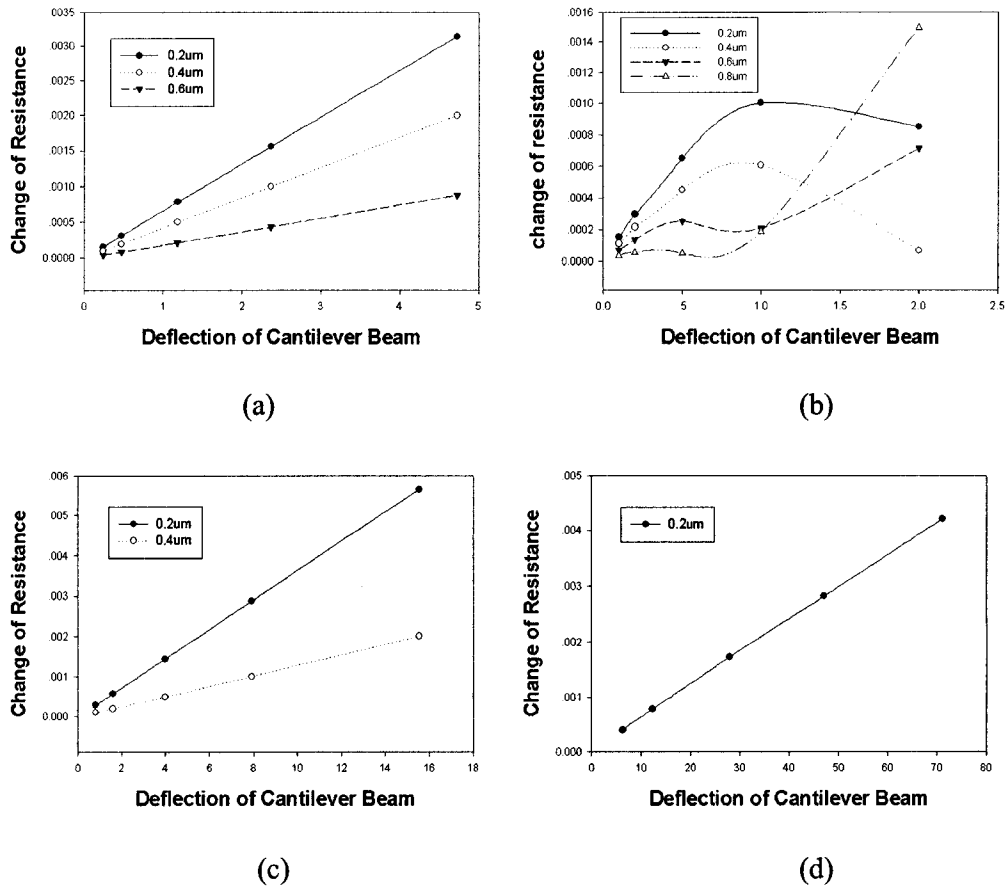 .0035
.0030
.0025
.0020
.0015
0.0010
0.0005
0.0000
Change of Resistance
0.2um
0.4um
0.6um
0 1 2 3 4 5
Deflection of Cantilever Beam
(a)
.0016
.0014
.0012
0.0010
0.0008
0.0006
0.0004
0.0002
0.0000
change of resistance
0.2um
0.4um
0.6um
0.8um
0.0 .5 1.0 1.5 2.0 2.5
Deflection of Cantilever Beam
(b)
.006
.005
.004
.003
.002
.001
0.000
Change of Resistance
0.2um
0.4um
0 2 4 6 8 10 12 14 16 18
Deflection of Cantilever Beam
(c)
.005
.004
.003
.002
.001
0.000
Change of Resistance
0.2um
0 10 20 30 40 50 60 70 80
Deflection of Cantilever Beam
(d)